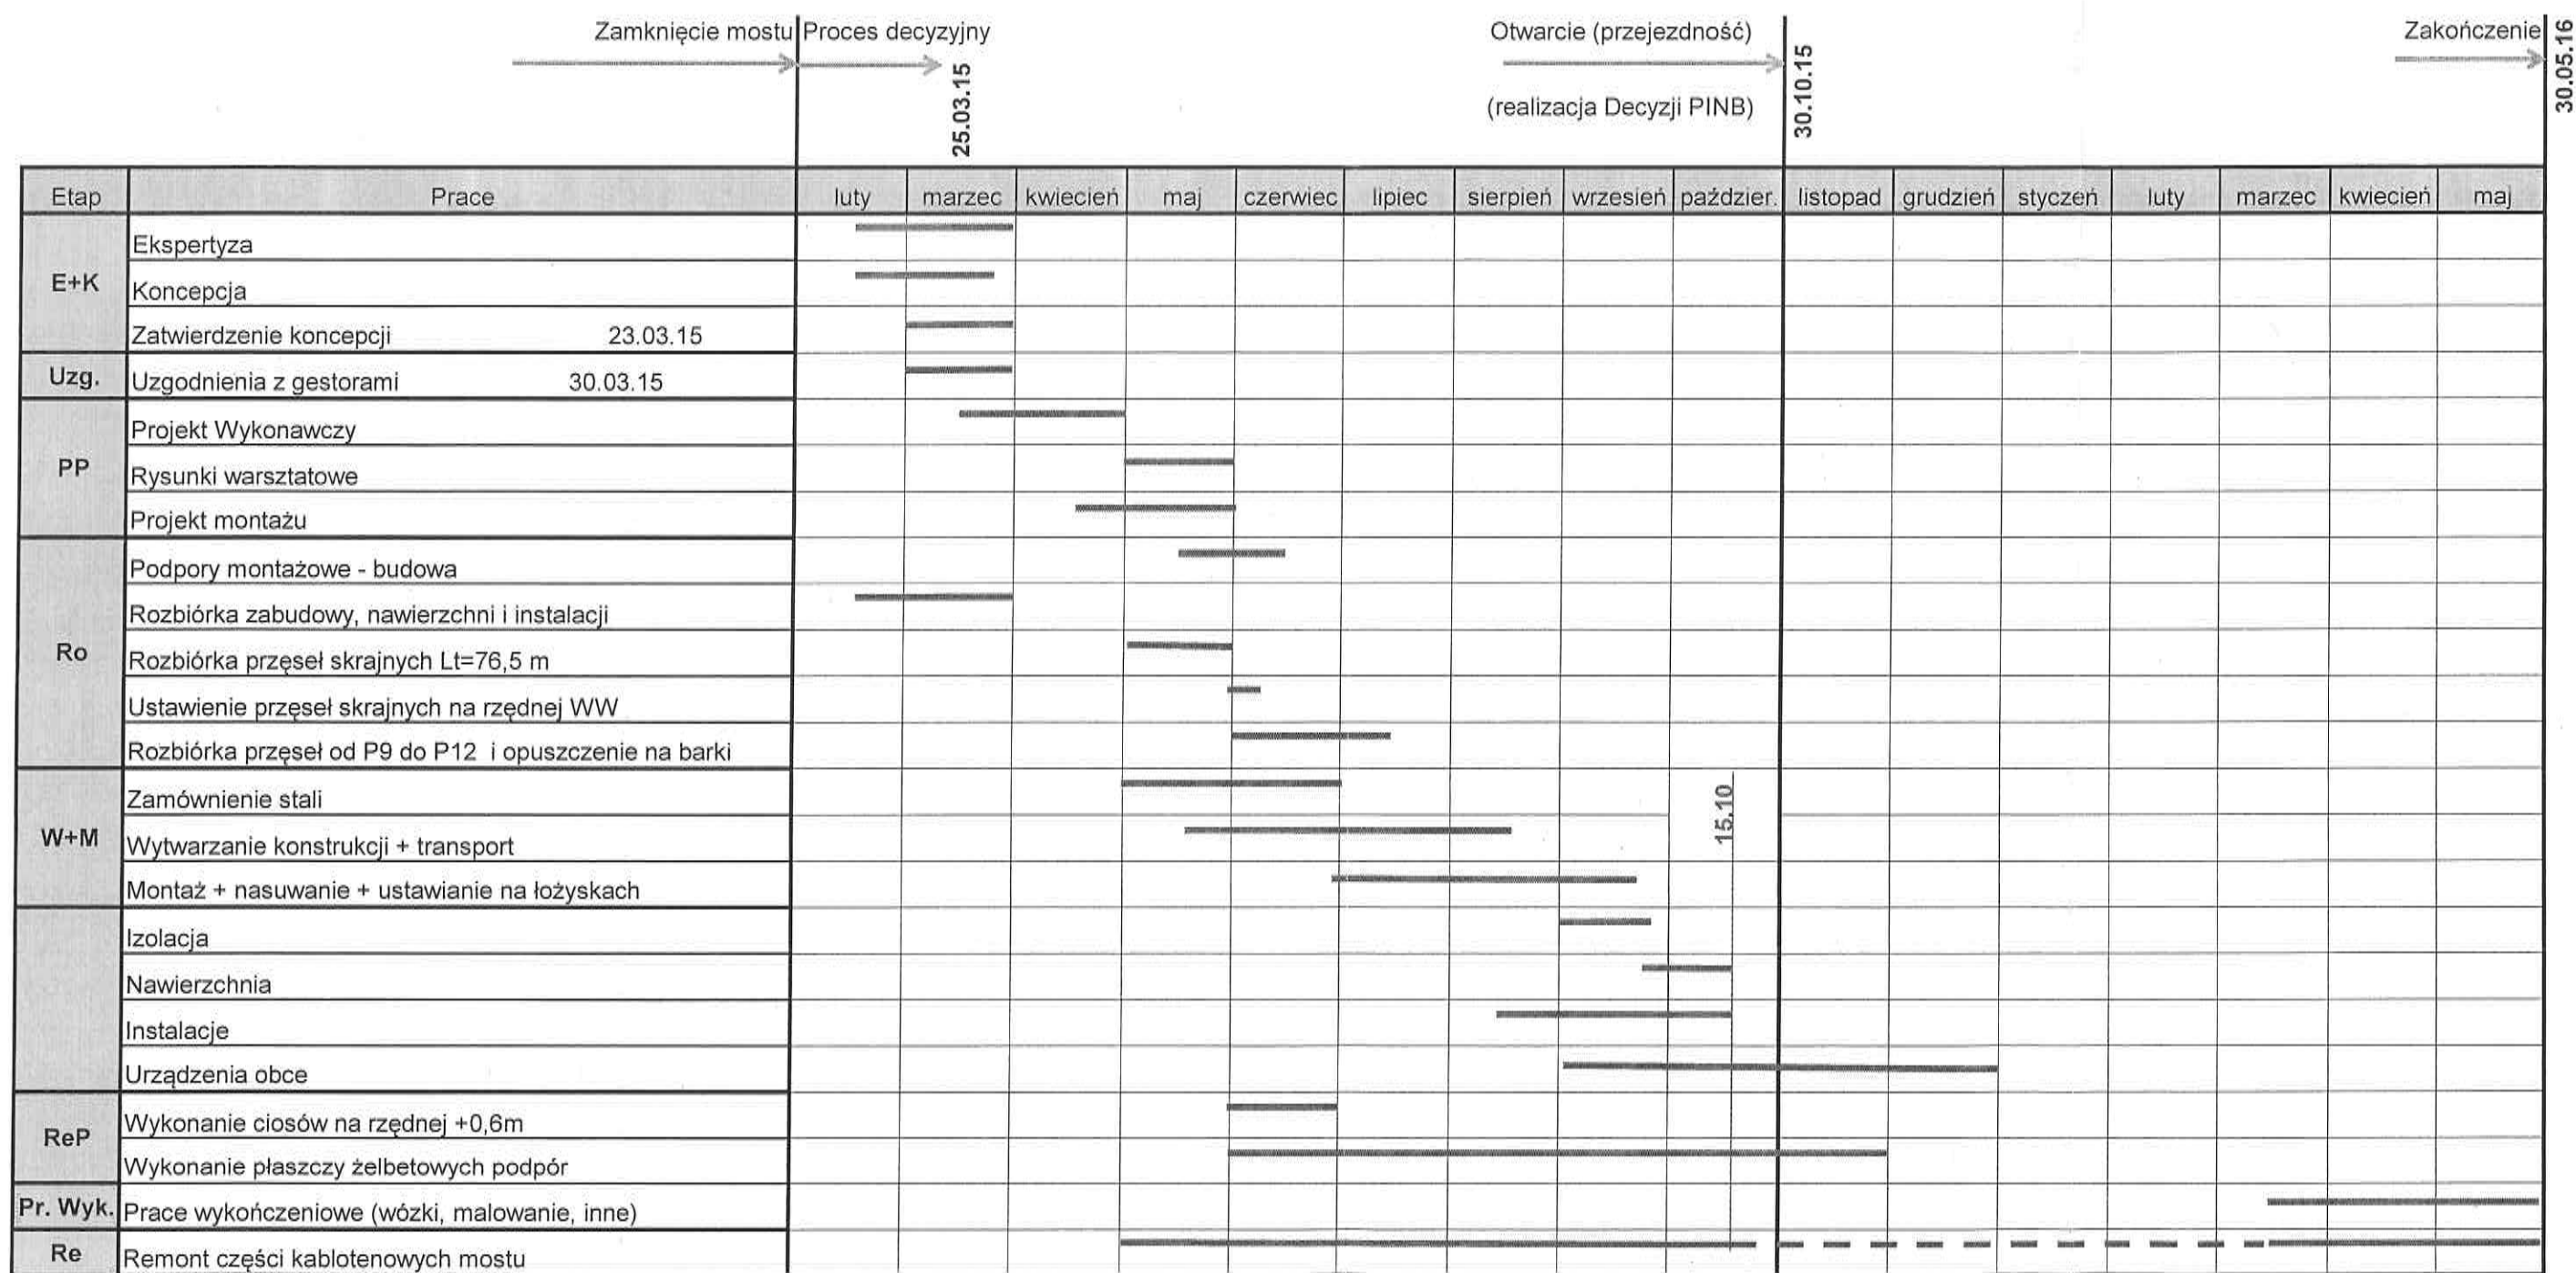 Zamknięcie mostu Proces decyzyjny Otwarcie (przejezdność) Zakończenie
25.03.15 (realizacja Decyzji PINB) 30.10.15 30.05.16
Etap Prace luty marzec kwiecień maj czerwiec lipiec sierpień wrzesień paździer. listopad grudzień styczeń luty marzec kwiecień maj
E+K
Ekspertyza
Koncepcja
Zatwierdzenie koncepcji 23.03.15
Uzg. Uzgodnienia z gestorami 30.03.15
PP
Projekt Wykonawczy
Rysunki warsztatowe
Projekt montażu
Ro
Podpory montażowe - budowa
Rozbiórka zabudowy, nawierzchni i instalacji
Rozbiórka przęseł skrajnych Lt=76,5 m
Ustawienie przęseł skrajnych na rzędnej WW
Rozbiórka przęseł od P9 do P12 i opuszczenie na barki
W+M
Zamównienie stali
15.10
Wytwarzanie konstrukcji + transport
Montaż + nasuwanie + ustawianie na łożyskach
Izolacja
Nawierzchnia
Instalacje
Urządzenia obce
ReP
Wykonanie ciosów na rzędnej +0,6m
Wykonanie płaszczy żelbetowych podpór
Pr. Wyk. Prace wykończeniowe (wózki, malowanie, inne)
Re Remont części kablotenowych mostu